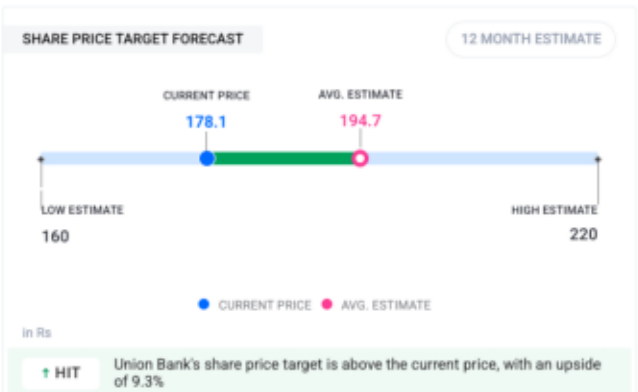 SHARE PRICE TARGET FORECAST
12 MONTH ESTIMATE
CURRENT PRICE
AVG. ESTIMATE
178.1
194.7
LOW ESTIMATE
HIGH ESTIMATE
160
220
CURRENT PRICE
AVG. ESTIMATE
in Rs
↑ HIT
Union Bank's share price target is above the current price, with an upside
of 9.3%